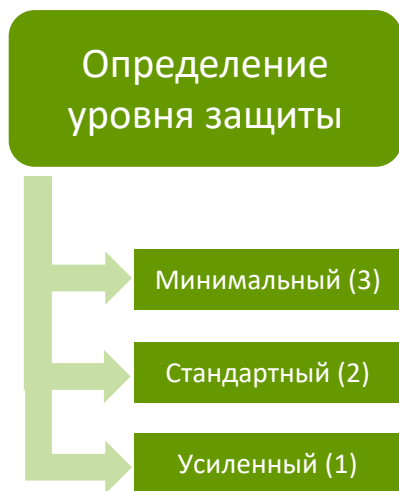 Определение
уровня защиты
Минимальный (3)
Стандартный (2)
Усиленный (1)